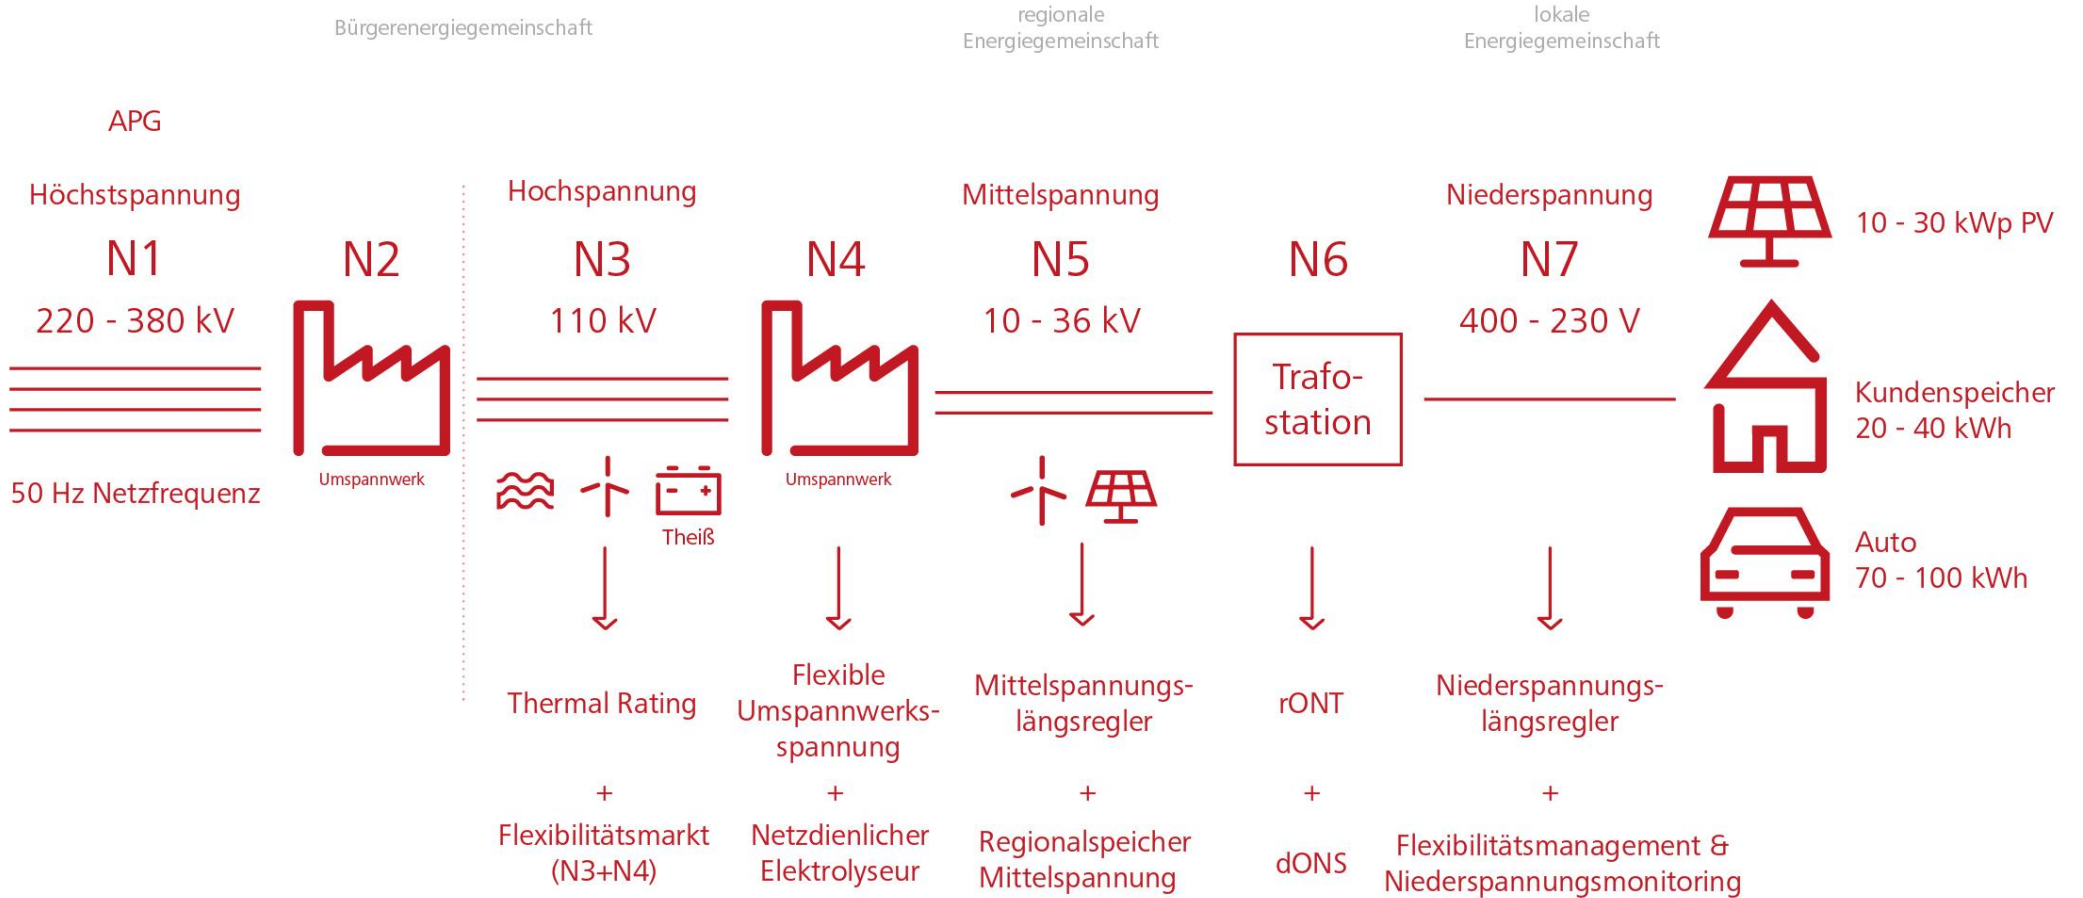 Bürgerenergiegemeinschaft
regionale
Energiegemeinschaft
lokale
Energiegemeinschaft
APG
Höchstspannung
N1
220 - 380 kV
50 Hz Netzfrequenz
N2
Umspannwerk
Hochspannung
N3
110 kV
Theiß
Thermal Rating
+
Flexibilitätsmarkt
(N3+N4)
N4
Umspannwerk
Flexible
Umspannwerks-
spannung
+
Netzdienlicher
Elektrolyseur
Mittelspannung
N5
10 - 36 kV
Mittelspannungs-
längsregler
+
Regionalspeicher
Mittelspannung
N6
Trafo-
station
rONT
+
dONS
Niederspannung
N7
400 - 230 V
Niederspannungs-
längsregler
+
Flexibilitätsmanagement &
Niederspannungsmonitoring
10 - 30 kWp PV
Kundenspeicher
20 - 40 kWh
Auto
70 - 100 kWh